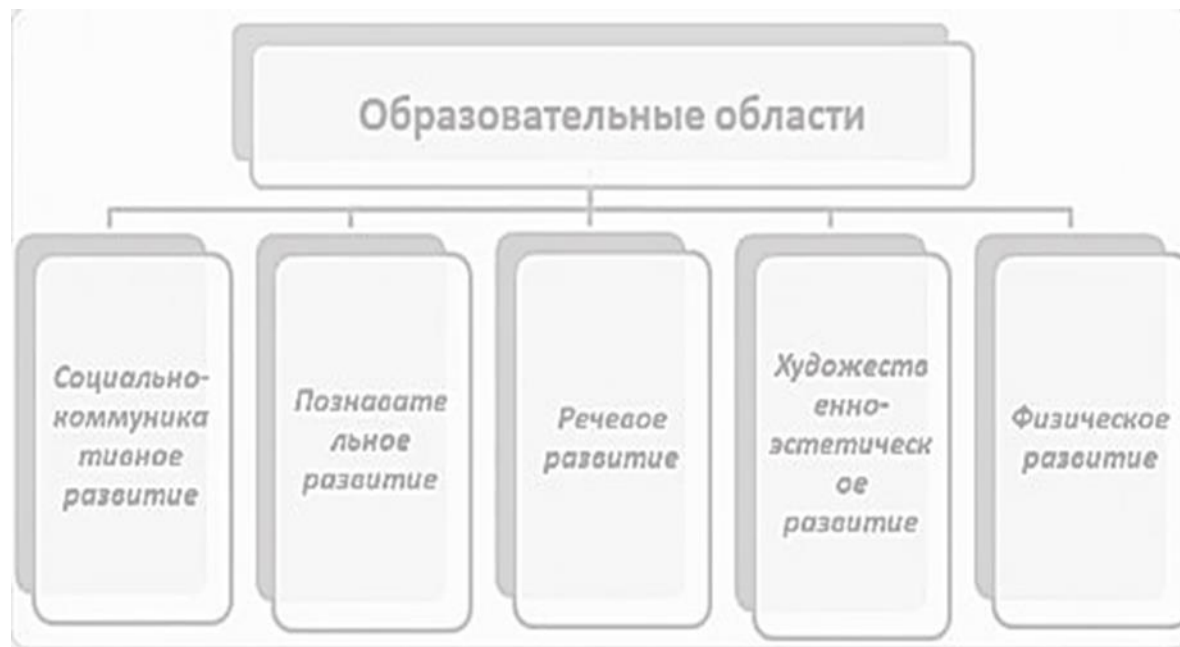 Образовательные области
Социально-
коммуника
тивное
развитие
Познавате
льное
развитие
Речевое
развитие
Художеств
енно-
эстетическ
ое
развитие
Физическое
развитие